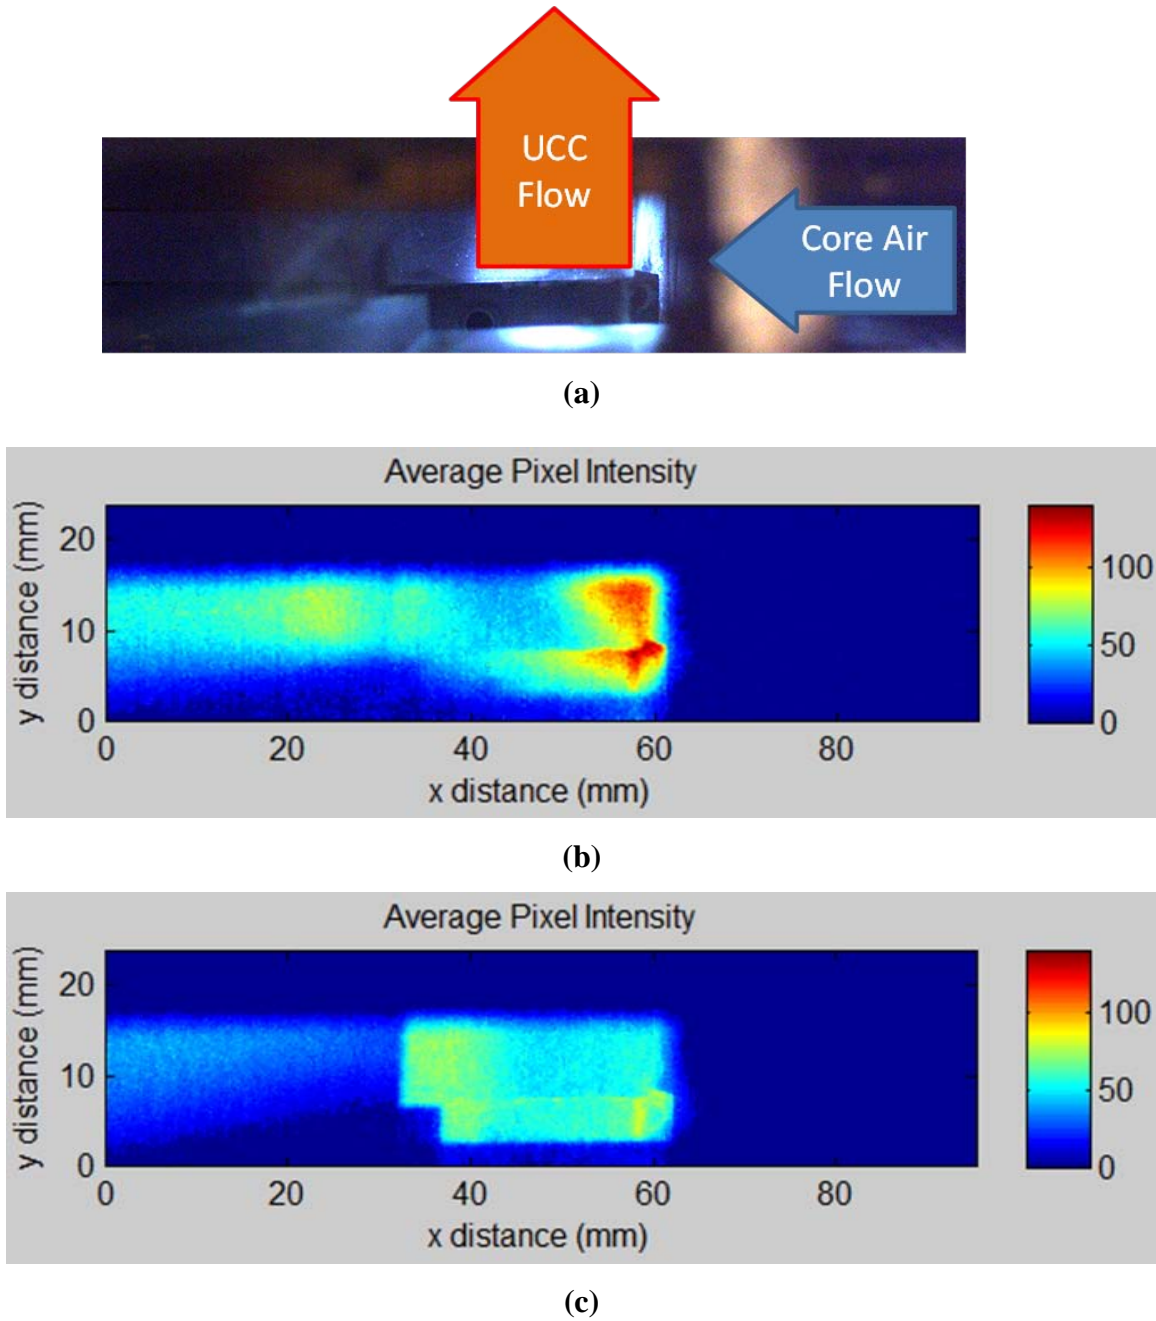 UCC
Flow
Core Air
Flow
(a)
Average Pixel Intensity
y distance (mm)
20
10
0
0 20 40 60 80
x distance (mm)
100
50
0
(b)
Average Pixel Intensity
y distance (mm)
20
10
0
0 20 40 60 80
x distance (mm)
100
50
0
(c)